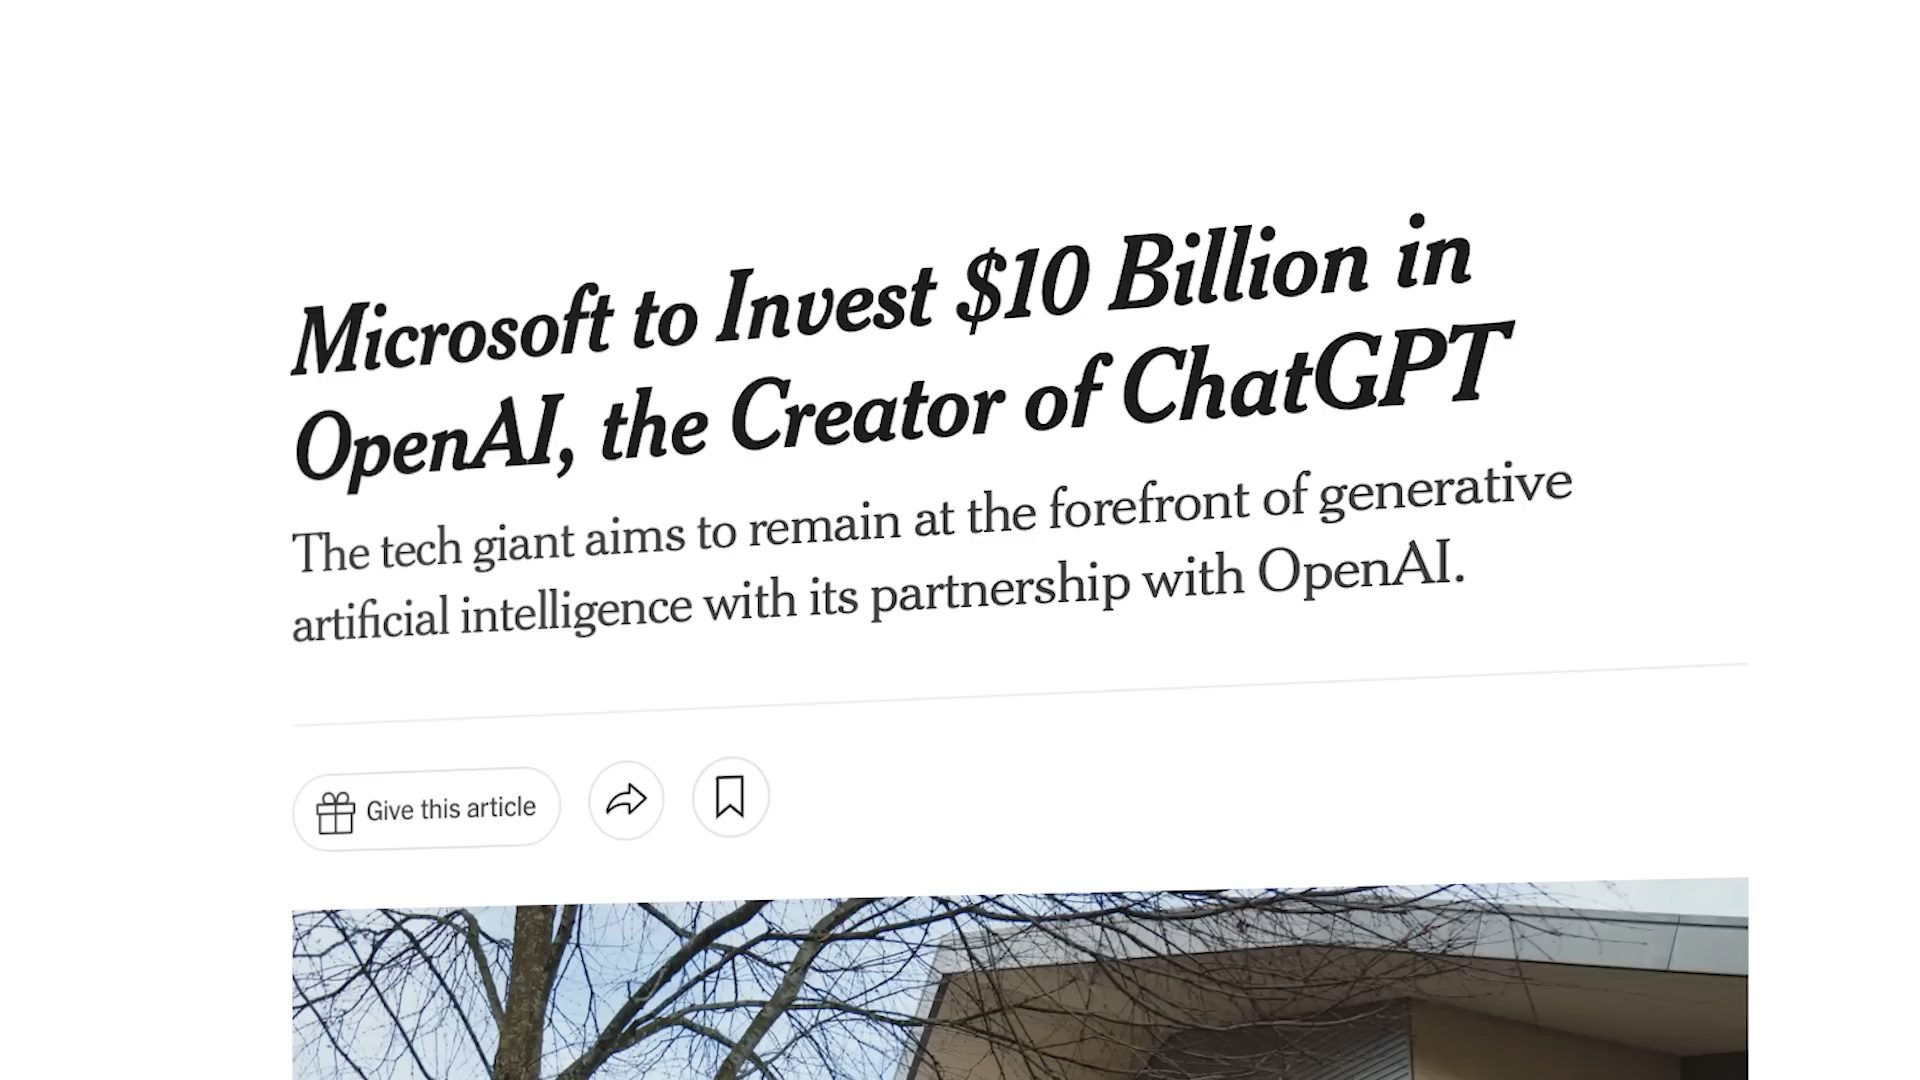 Microsoft to Invest $10 Billion in
OpenAI, the Creator of ChatGPT
The tech giant aims to remain at the forefront of generative
artificial intelligence with its partnership with OpenAI.
Give this article